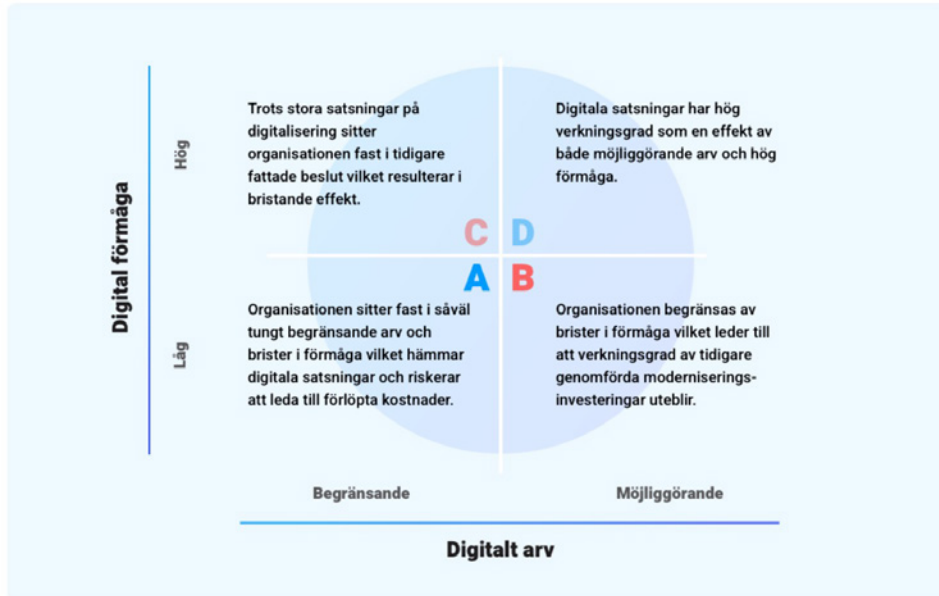 Digital förmåga
Hög
Låg
Trots stora satsningar på
digitalisering sitter
organisationen fast i tidigare
fattade beslut vilket resulterar i
bristande effekt.
Digitala satsningar har hög
verkningsgrad som en effekt av
både möjliggörande arv och hög
förmåga.
C D
A B
Organisationen sitter fast i såväl
tungt begränsande arv och
brister i förmåga vilket hämmar
digitala satsningar och riskerar
att leda till förlöpta kostnader.
Organisationen begränsas av
brister i förmåga vilket leder till
att verkningsgrad av tidigare
genomförda moderniserings-
investeringar uteblir.
Begränsande
Möjliggörande
Digitalt arv